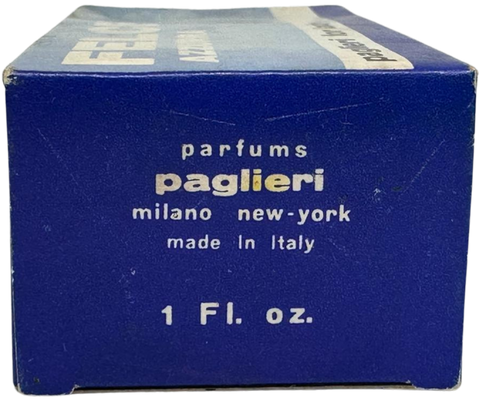 parfums
paglieri
milano new-york
made In Italy
1 Fl. oz.